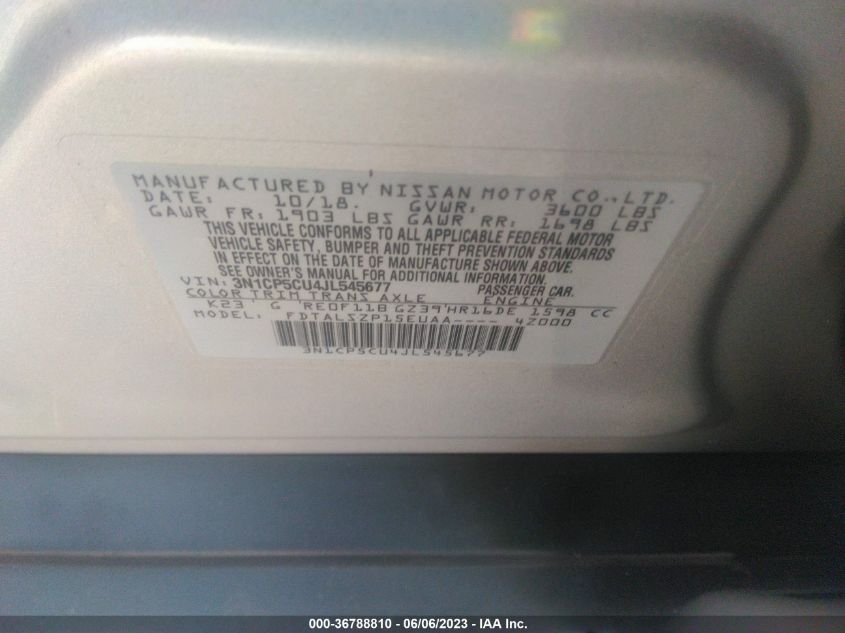 MANUFACTURED BY NISSAN MOTOR CO., LTD.
DATE: 10/18. GVWR: 3600 LBS
GAWR FR: 1903 LBS GAWR RR: 1698 LBS
THIS VEHICLE CONFORMS TO ALL APPLICABLE FEDERAL MOTOR
VEHICLE SAFETY, BUMPER AND THEFT PREVENTION STANDARDS
IN EFFECT ON THE DATE OF MANUFACTURE SHOWN ABOVE.
SEE OWNER'S MANUAL FOR ADDITIONAL INFORMATION.
VIN: 3N1CP5CU4JL545677 PASSENGER CAR.
COLOR TRIM TRANS AXLE ENGINE
K23 G RE0F11B GZ39 HR16DE 1598 CC
MODEL: FDTALSZP15EUAA---- 42000
3N1CP5CU4JL545677
000-36788810 - 06/06/2023 - IAA Inc.